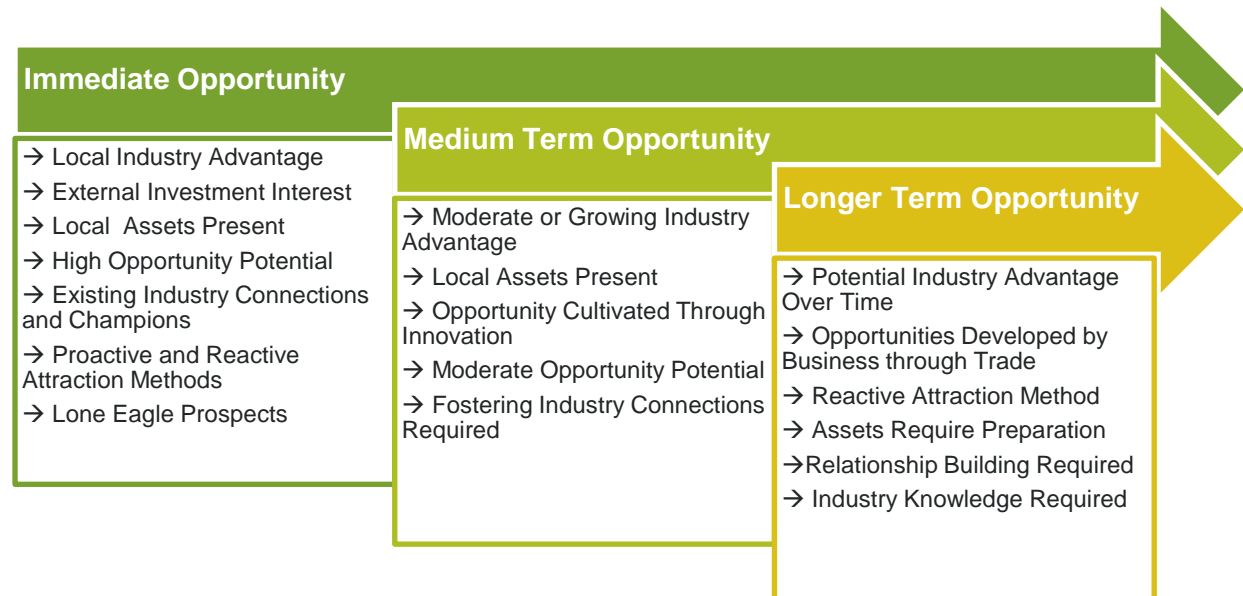 Immediate Opportunity
→ Local Industry Advantage
→ External Investment Interest
→ Local  Assets Present
→ High Opportunity Potential
→ Existing Industry Connections
and Champions
→ Proactive and Reactive
Attraction Methods
→ Lone Eagle Prospects
Medium Term Opportunity
→ Moderate or Growing Industry
Advantage
→ Local Assets Present
→ Opportunity Cultivated Through
Innovation
→ Moderate Opportunity Potential
→ Fostering Industry Connections
Required
Longer Term Opportunity
→ Potential Industry Advantage
Over Time
→ Opportunities Developed by
Business through Trade
→ Reactive Attraction Method
→ Assets Require Preparation
→Relationship Building Required
→ Industry Knowledge Required